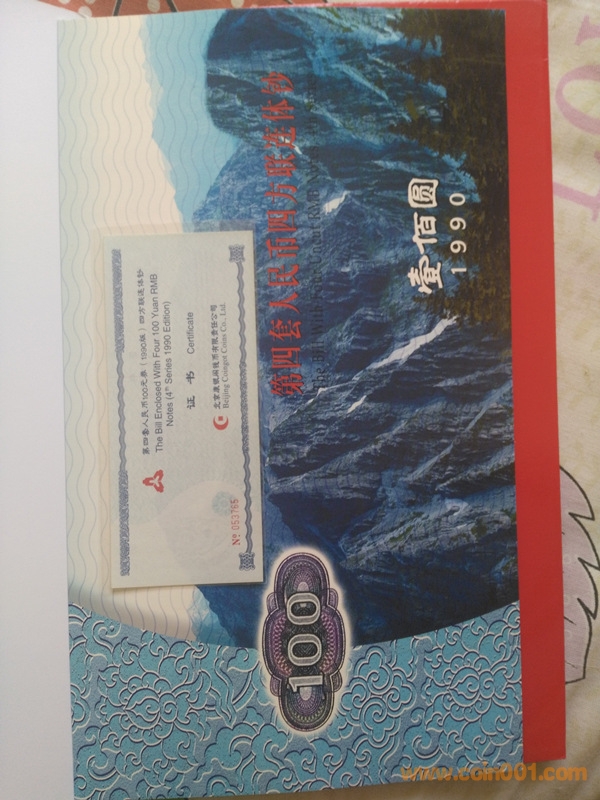 第四套人民币四方联连体钞
壹佰圆
1990
第四套人民币100元券(1990版)四方联连体钞
The Bill Enclosed With Four 100 Yuan RMB
Notes (4th Series 1990 Edition)
证 书 Certificate
北京康银阁钱币有限责任公司
Beijing Congie Coins Co., Ltd.
№ 053765
100
www.coin001.com